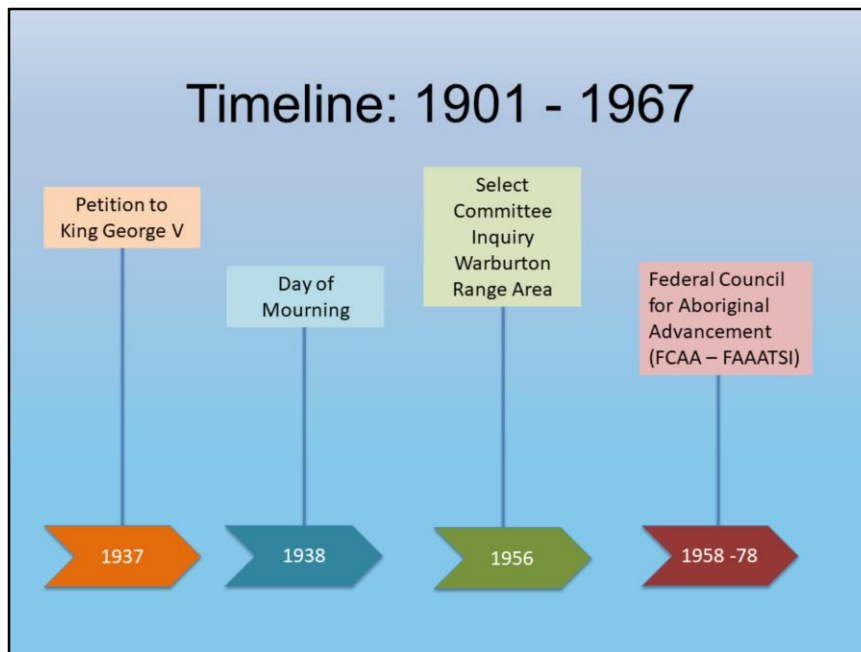 Timeline: 1901 - 1967
Petition to
King George V
Day of
Mourning
Select
Committee
Inquiry
Warburton
Range Area
Federal Council
for Aboriginal
Advancement
(FCAA – FAAATSI)
1937
1938
1956
1958 -78